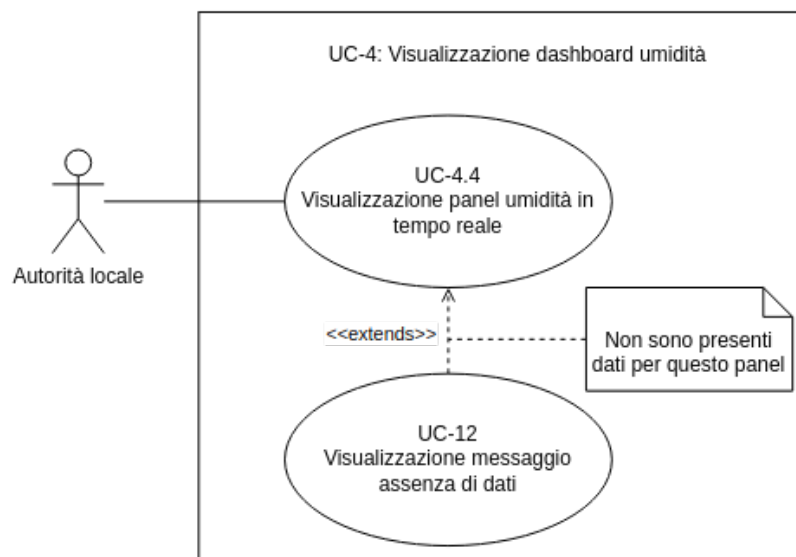 UC-4: Visualizzazione dashboard umidità
UC-4.4
Visualizzazione panel umidità in
tempo reale
Autorità locale
<<extends>>
Non sono presenti
dati per questo panel
UC-12
Visualizzazione messaggio
assenza di dati